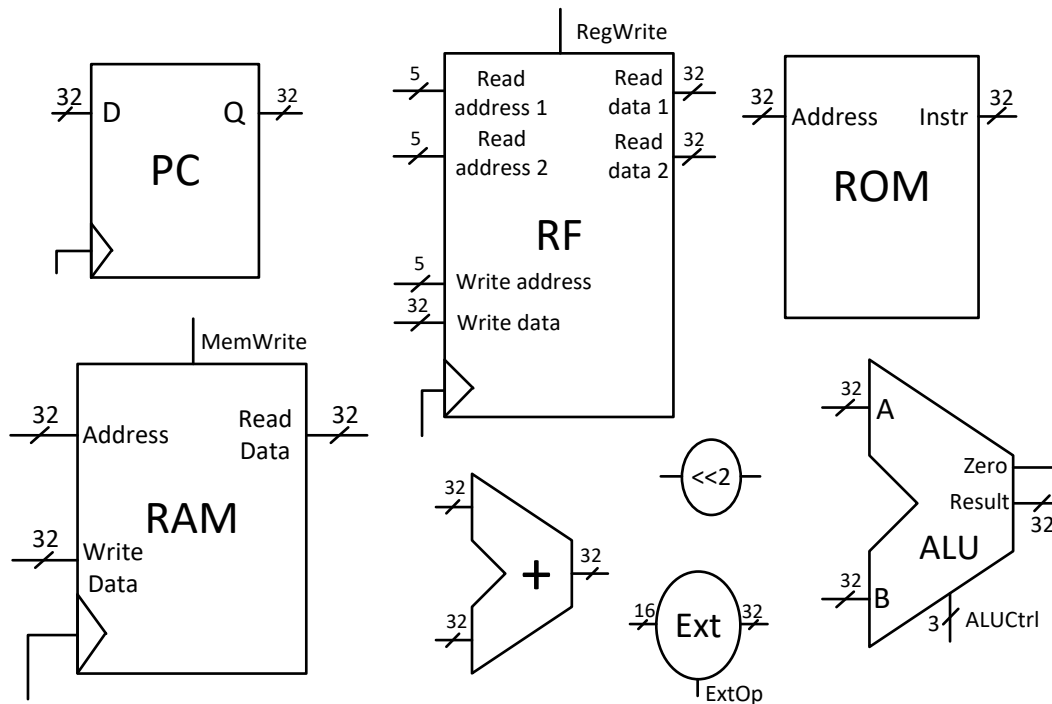 32
D
Q
32
PC
RegWrite
5
Read
address 1
5
Read
address 2
Read
data 1
32
Read
data 2
32
RF
5
Write address
32
Write data
32
Address
Instr
32
ROM
MemWrite
32
Address
Read
Data
32
RAM
32
Write
Data
32
32
+
32
<<2
16
Ext
32
ExtOp
32
A
32
B
Zero
Result
32
ALU
3
ALUCtrl